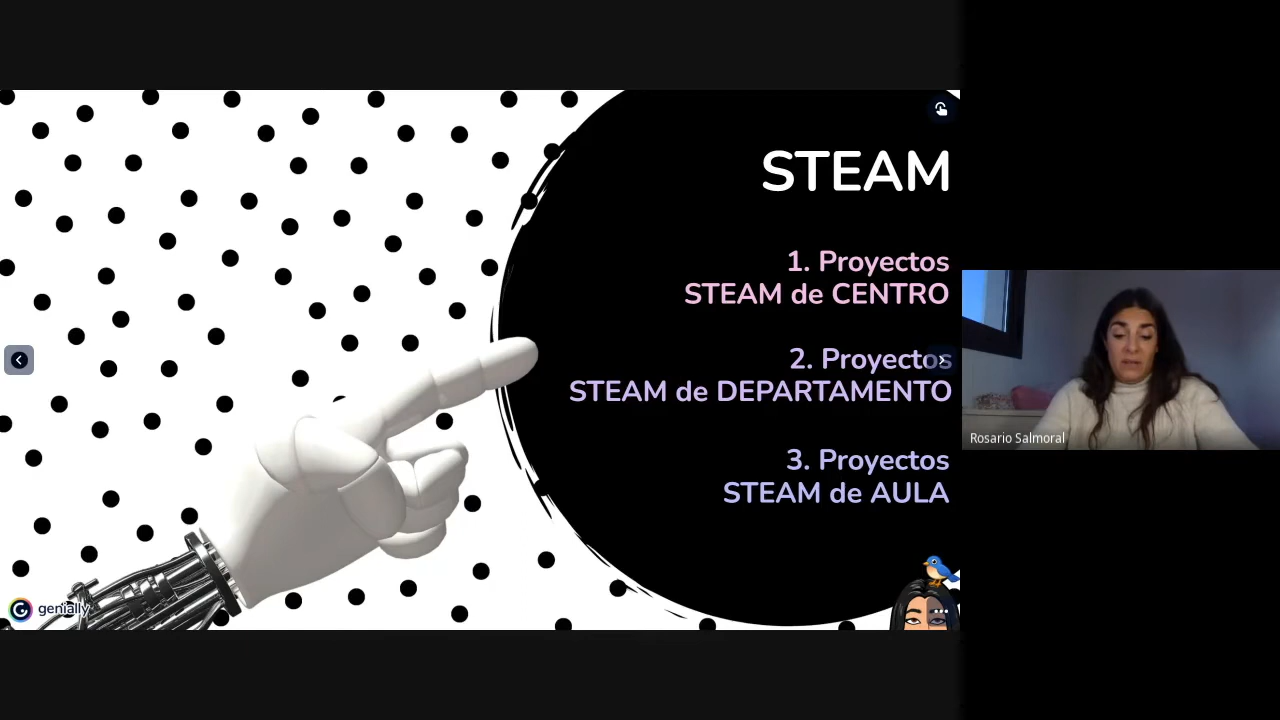 STEAM
1. Proyectos
STEAM de CENTRO
2. Proyectos
STEAM de DEPARTAMENTO
3. Proyectos
STEAM de AULA
genially
Rosario Salmoral